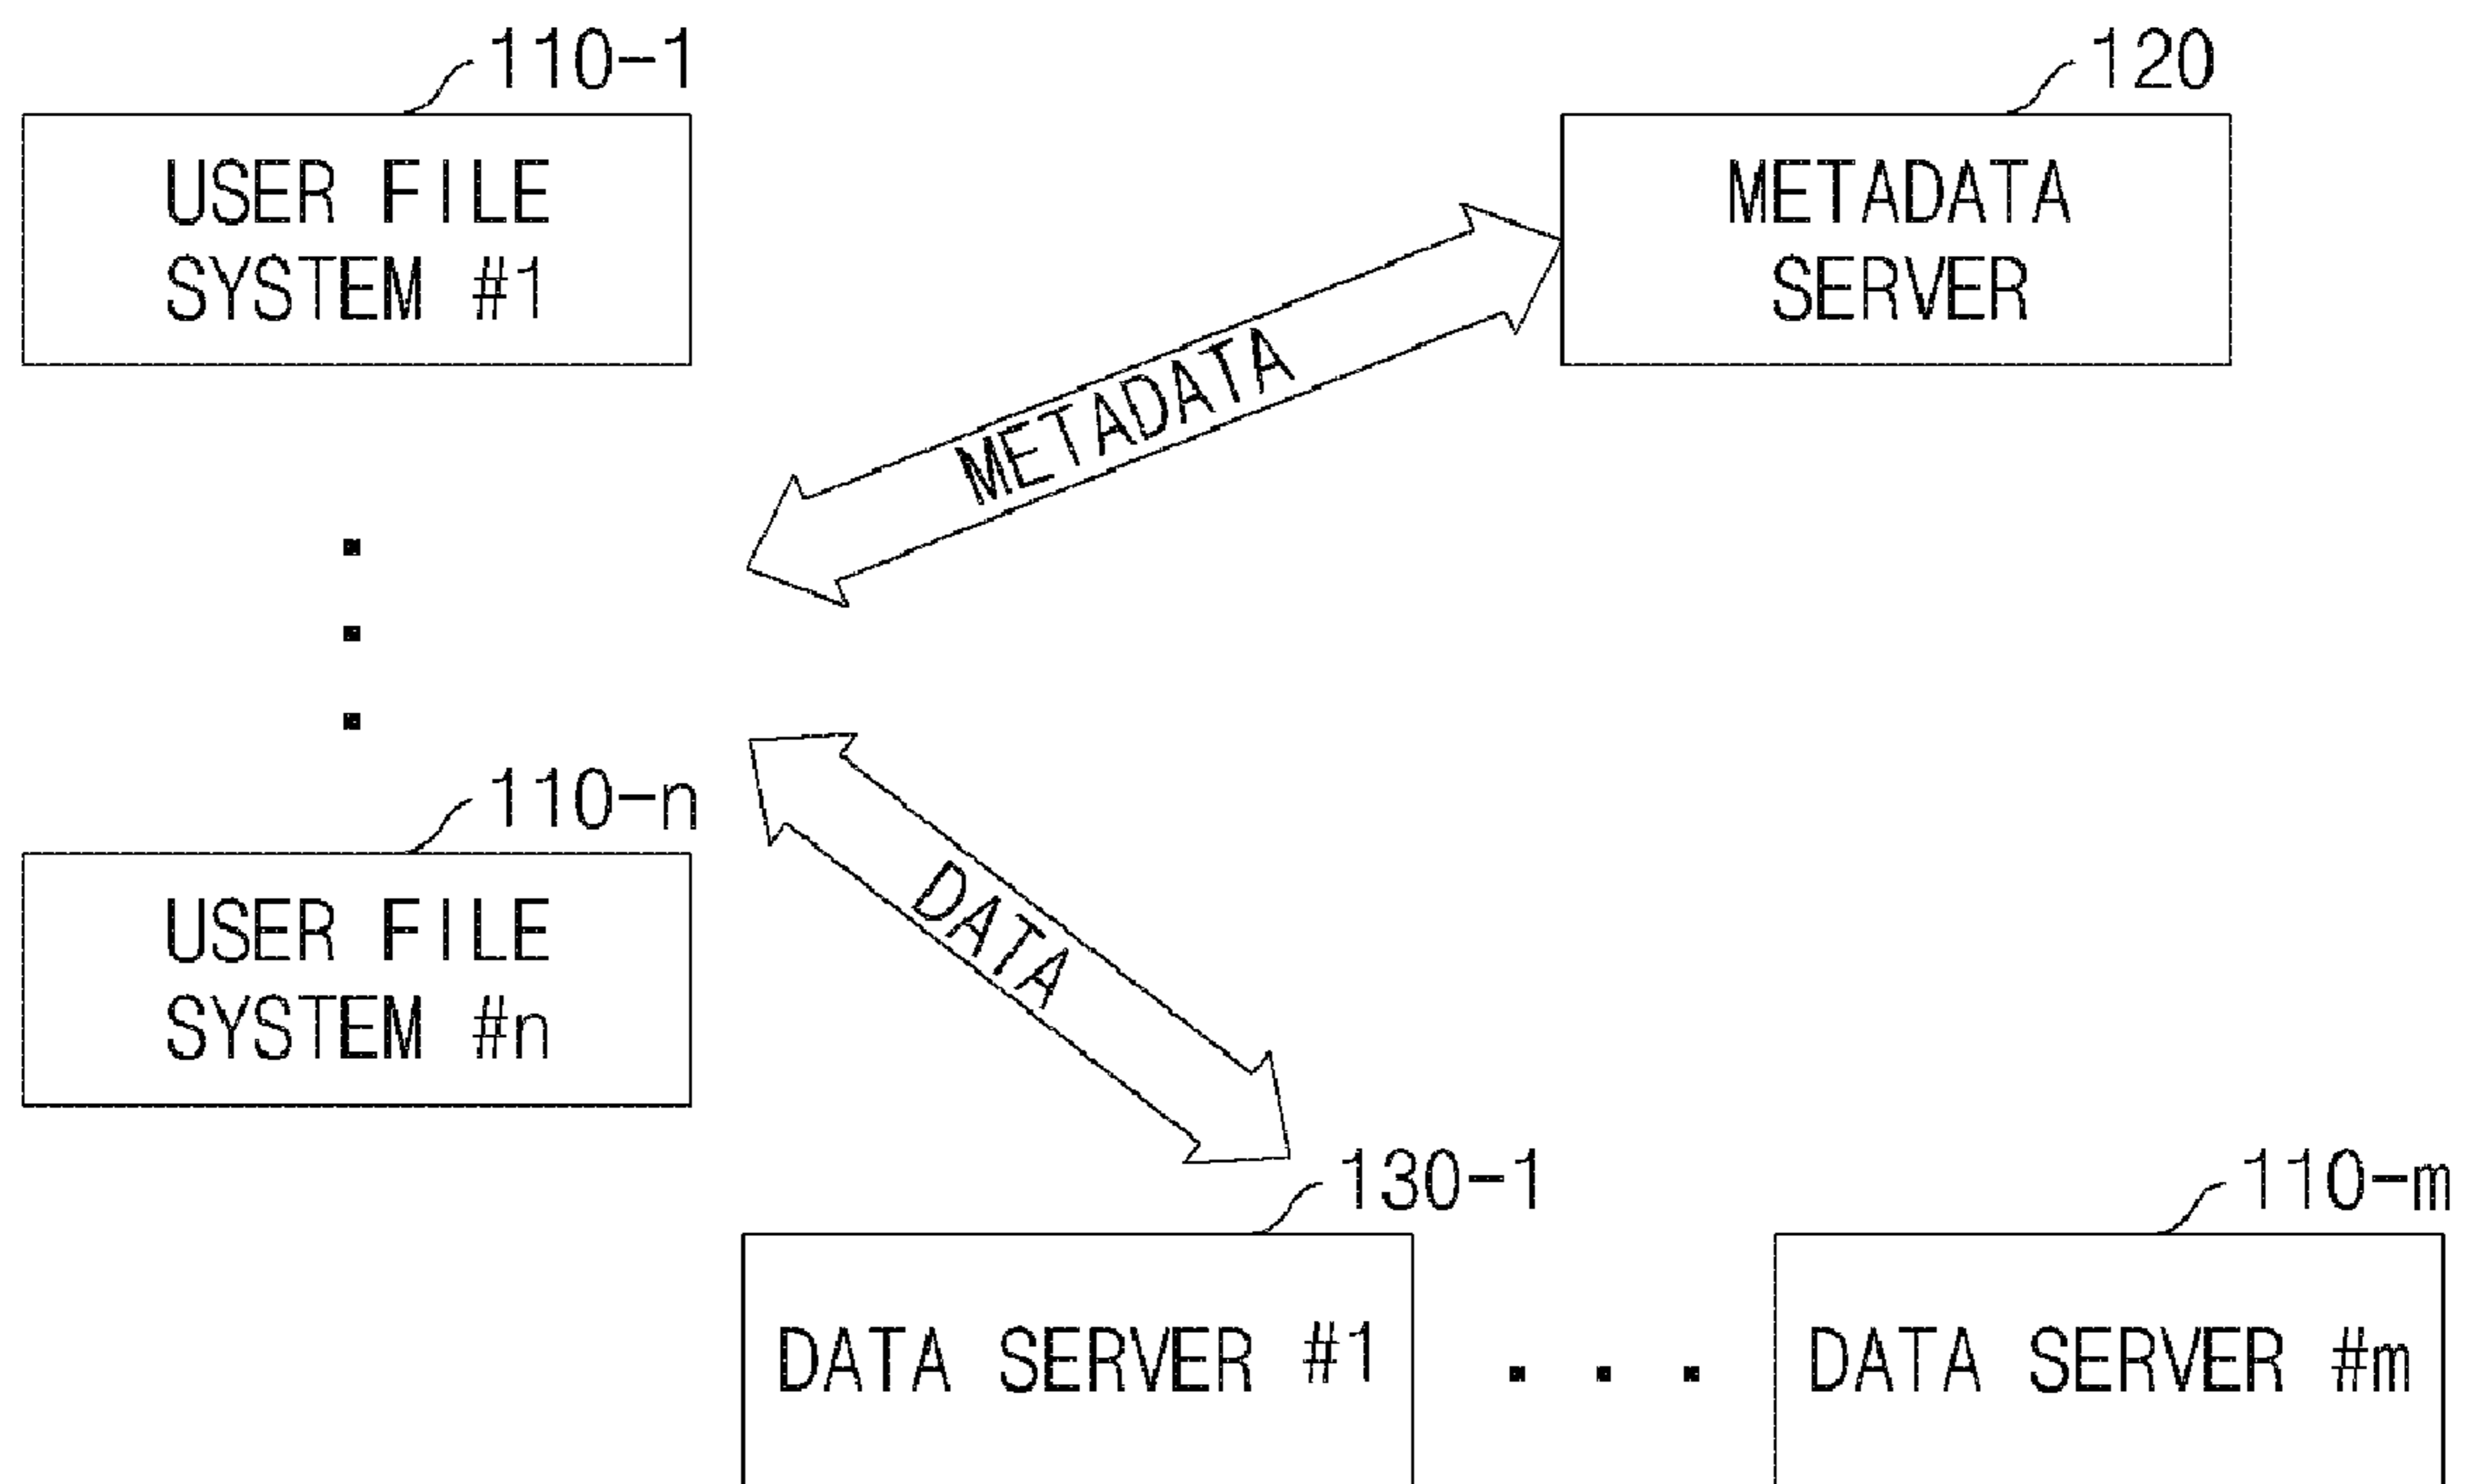 110-1
120
USER FILE
SYSTEM #1
METADATA
SERVER
METADATA
110-n
USER FILE
SYSTEM #n
DATA
130-1
110-m
DATA SERVER #1
DATA SERVER #m